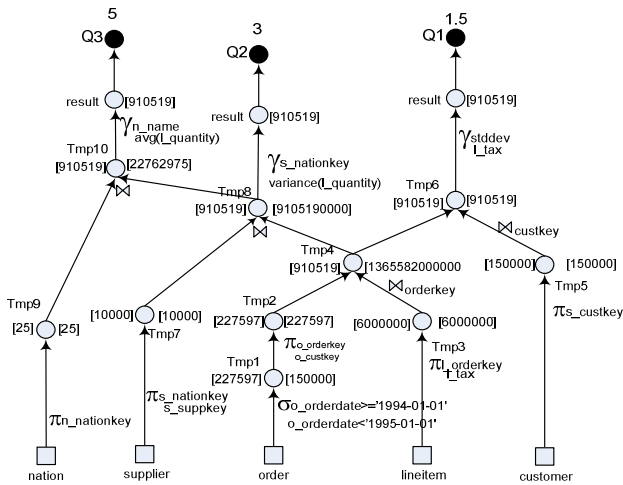 5
3
1.5
Q3
Q2
Q1
result [910519]
result [910519]
result [910519]
γn_name
avg(l_quantity)
γs_nationkey
variance(l_quantity)
γstddev
l_tax
Tmp10
[910519] [22762975]
⋈
Tmp8
[910519] [9105190000]
⋈
Tmp6
[910519] [910519]
⋈custkey
Tmp4
[910519] [1365582000000
⋈orderkey
[150000] [150000]
Tmp5
πs_custkey
Tmp9
[25] [25]
[10000] [10000]
Tmp7
Tmp2
[227597] [227597]
πo_orderkey
o_custkey
[6000000] [6000000]
Tmp3
πl_orderkey
l_tax
Tmp1
[227597] [150000]
πn_nationkey
πs_nationkey
s_suppkey
σo_orderdate>='1994-01-01'
o_orderdate<'1995-01-01'
nation supplier order lineitem customer